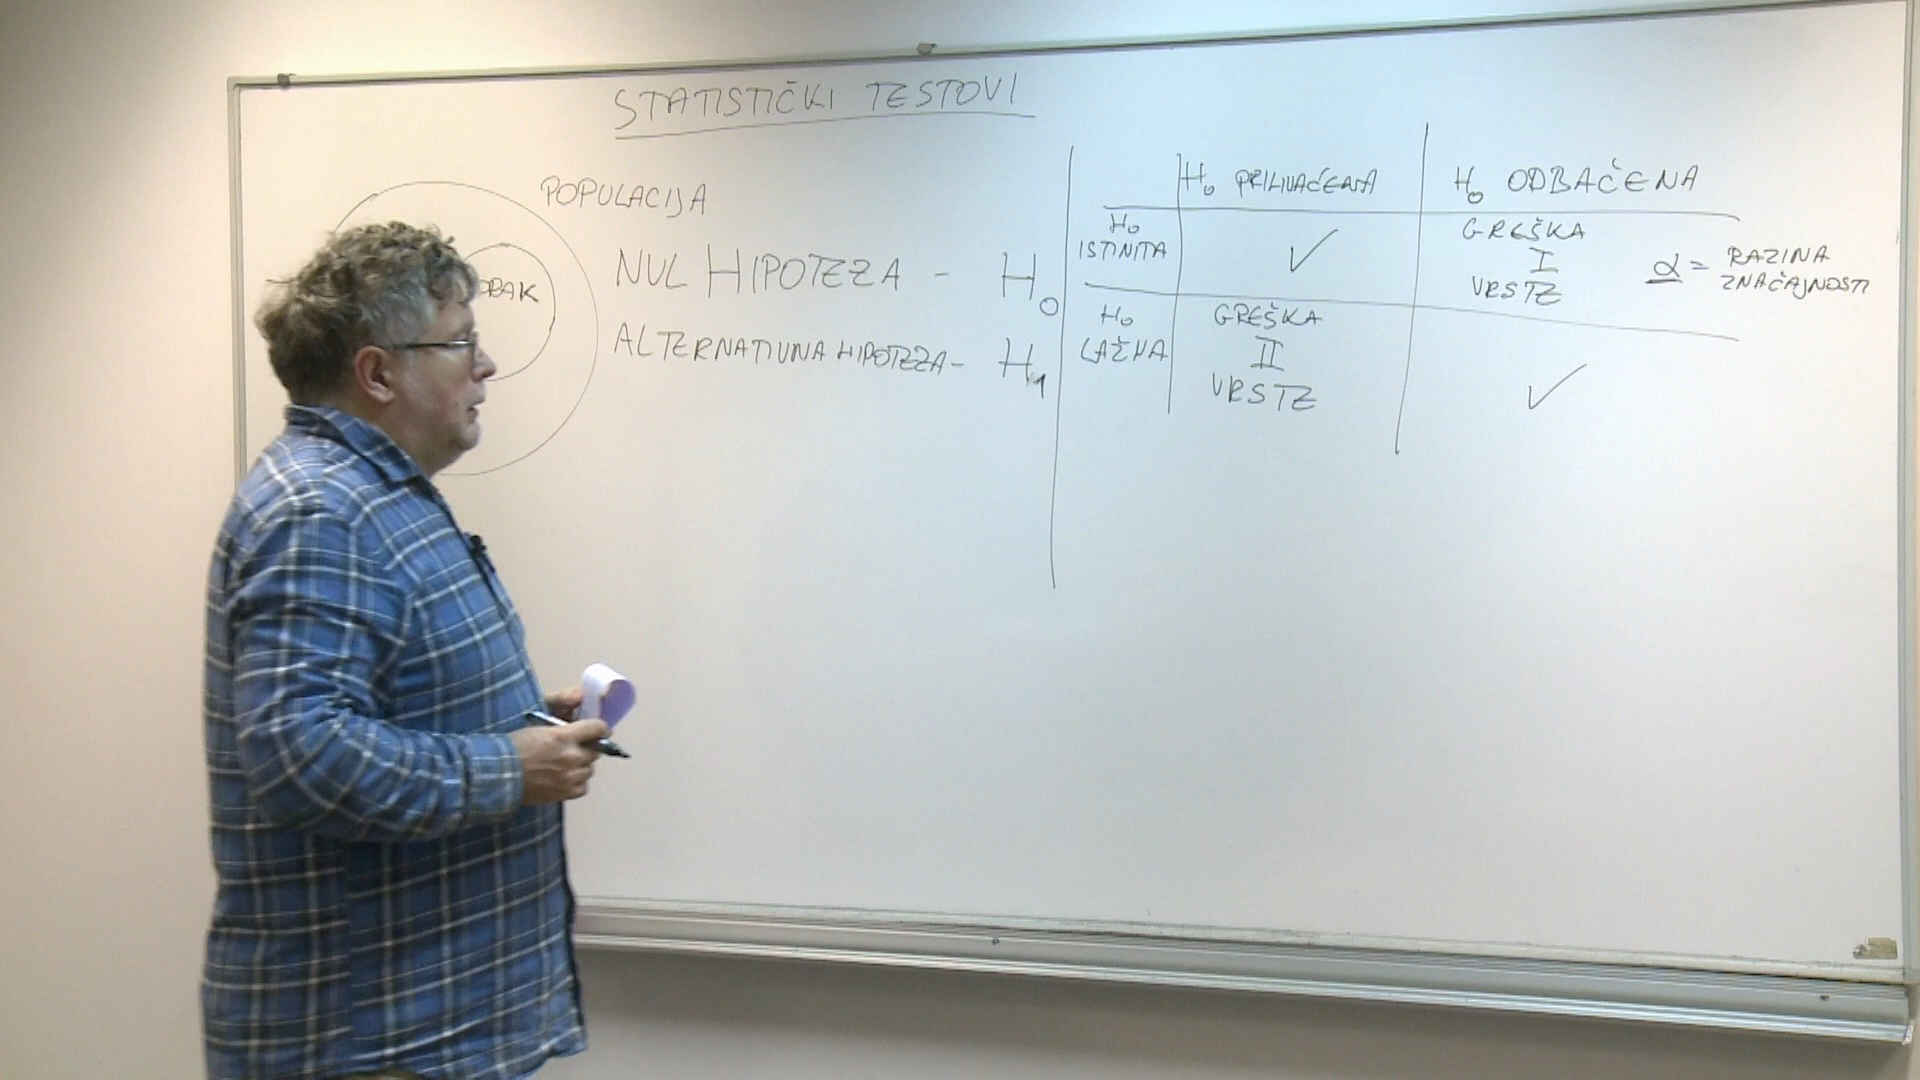 STATISTIČKI TESTOVI
POPULACIJA
NUL HIPOTEZA - H₀
ALTERNATIVNA HIPOTEZA - H₁
H₀ PRIHVAĆENA
H₀ ODBAČENA
H₀
ISTINITA
✓
GREŠKA
I
VRSTE
α = RAZINA
ZNAČAJNOSTI
H₀
LAŽNA
GREŠKA
II
VRSTE
✓